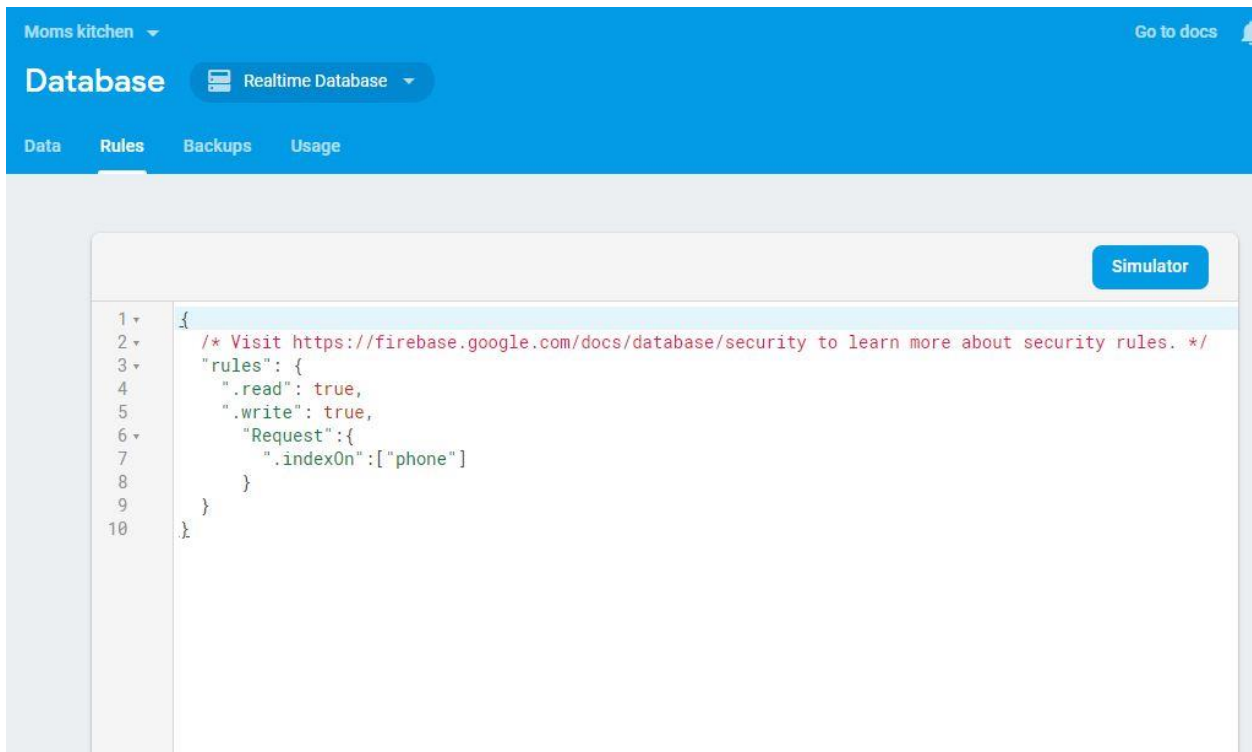 Moms kitchen
Go to docs
Database
Realtime Database
Data Rules Backups Usage
Simulator
1 {
2 /* Visit https://firebase.google.com/docs/database/security to learn more about security rules. */
3 "rules": {
4 ".read": true,
5 ".write": true,
6 "Request":{
7 ".indexOn":["phone"]
8 }
9 }
10 }